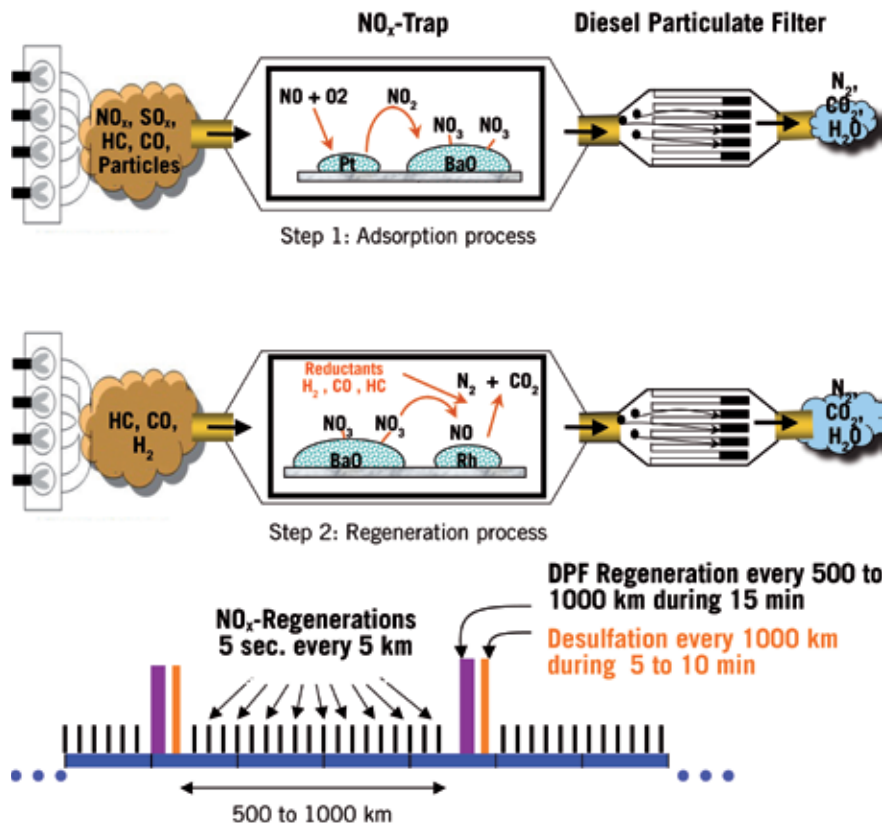 NOₓ-Trap
Diesel Particulate Filter
NOₓ, SOₓ,
HC, CO,
Particles
NO + O2
NO₂
NO₃
NO₃
Pt
BaO
N₂,
CO₂,
H₂O
Step 1: Adsorption process
HC, CO,
H₂
Reductants
H₂ , CO , HC
N₂ + CO₂
NO₃
NO₃
NO
BaO
Rh
N₂,
CO₂,
H₂O
Step 2: Regeneration process
DPF Regeneration every 500 to
1000 km during 15 min
NOₓ-Regenerations
5 sec. every 5 km
Desulfation every 1000 km
during 5 to 10 min
500 to 1000 km